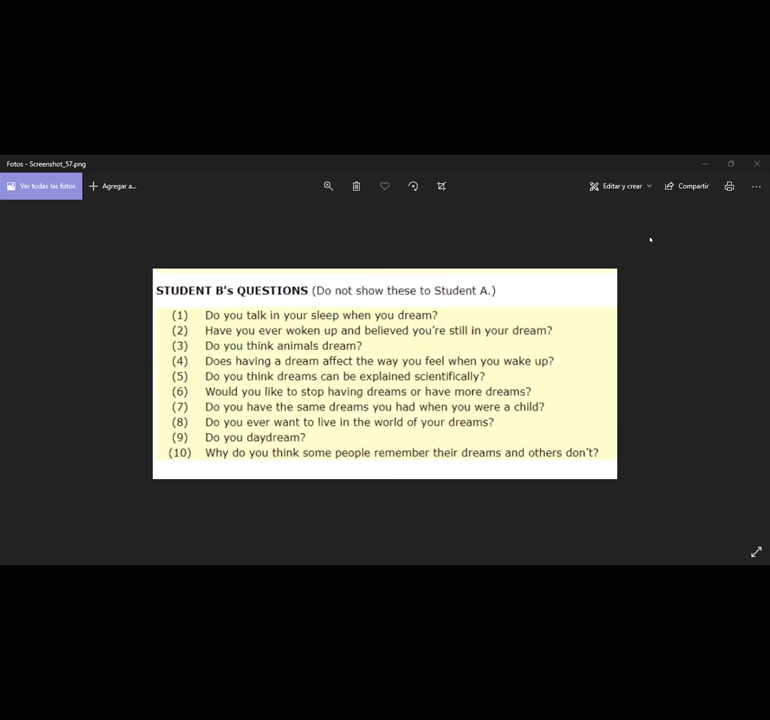 Fotos - Screenshot_57.png
Ver todas las fotos
Agregar a...
Editar y crear
Compartir
STUDENT B's QUESTIONS (Do not show these to Student A.)
(1) Do you talk in your sleep when you dream?
(2) Have you ever woken up and believed you're still in your dream?
(3) Do you think animals dream?
(4) Does having a dream affect the way you feel when you wake up?
(5) Do you think dreams can be explained scientifically?
(6) Would you like to stop having dreams or have more dreams?
(7) Do you have the same dreams you had when you were a child?
(8) Do you ever want to live in the world of your dreams?
(9) Do you daydream?
(10) Why do you think some people remember their dreams and others don't?